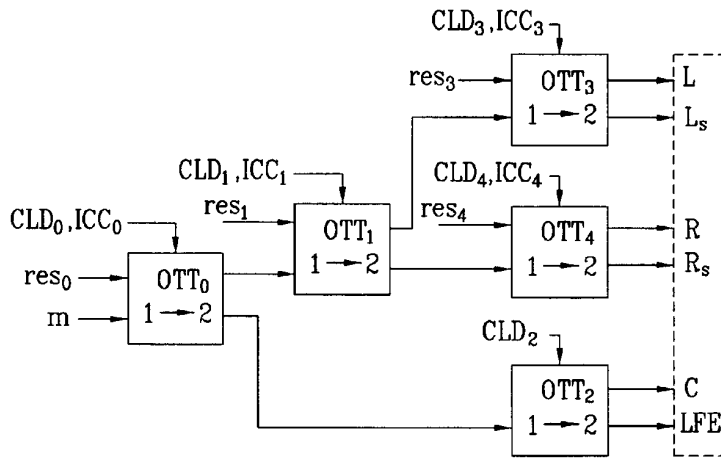 CLD₃,ICC₃
res₃
OTT₃
1→2
L
Lₛ
CLD₁,ICC₁
res₁
OTT₁
1→2
CLD₄,ICC₄
res₄
OTT₄
1→2
R
Rₛ
CLD₀,ICC₀
res₀
m
OTT₀
1→2
CLD₂
OTT₂
1→2
C
LFE